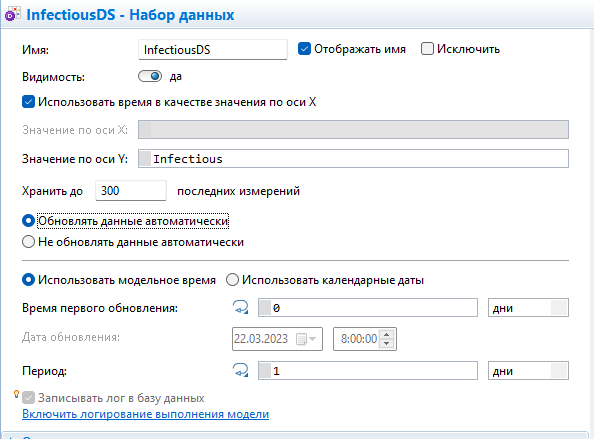 InfectiousDS - Набор данных
Имя: InfectiousDS Отображать имя Исключить
Видимость: да
Использовать время в качестве значения по оси X
Значение по оси X:
Значение по оси Y: Infectious
Хранить до 300 последних измерений
Обновлять данные автоматически
Не обновлять данные автоматически
Использовать модельное время Использовать календарные даты
Время первого обновления: 0 дни
Дата обновления: 22.03.2023 8:00:00
Период: 1 дни
Записывать лог в базу данных
Включить логирование выполнения модели